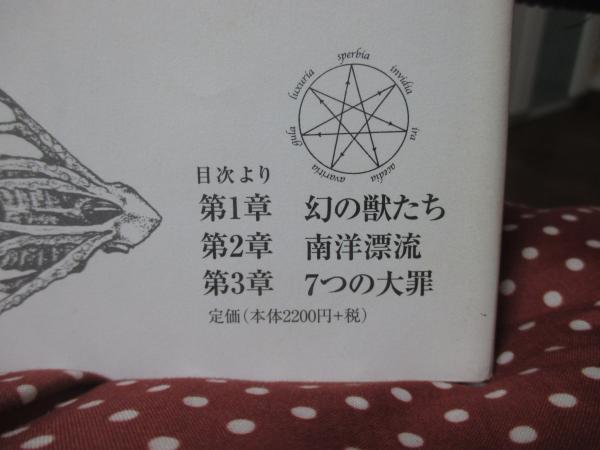 sperbia
invidia
ira
acedia
avaritria
gula
luxuria
目次より
第1章 幻の獣たち
第2章 南洋漂流
第3章 7つの大罪
定価(本体2200円+税)